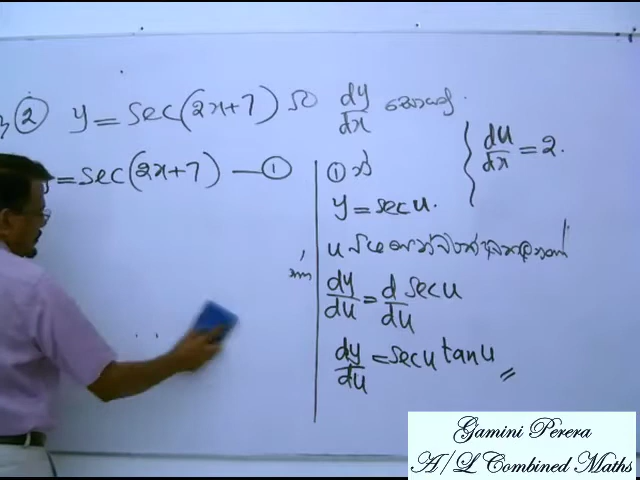 ② y = sec(2x+7) හි dy/dx සොයන්න.
y = sec(2x+7) — ①
du/dx = 2.
① න්
y = sec u.
u
dy/du = d/du sec u
dy/du = sec u tan u
Gamini Perera
A/L Combined Maths